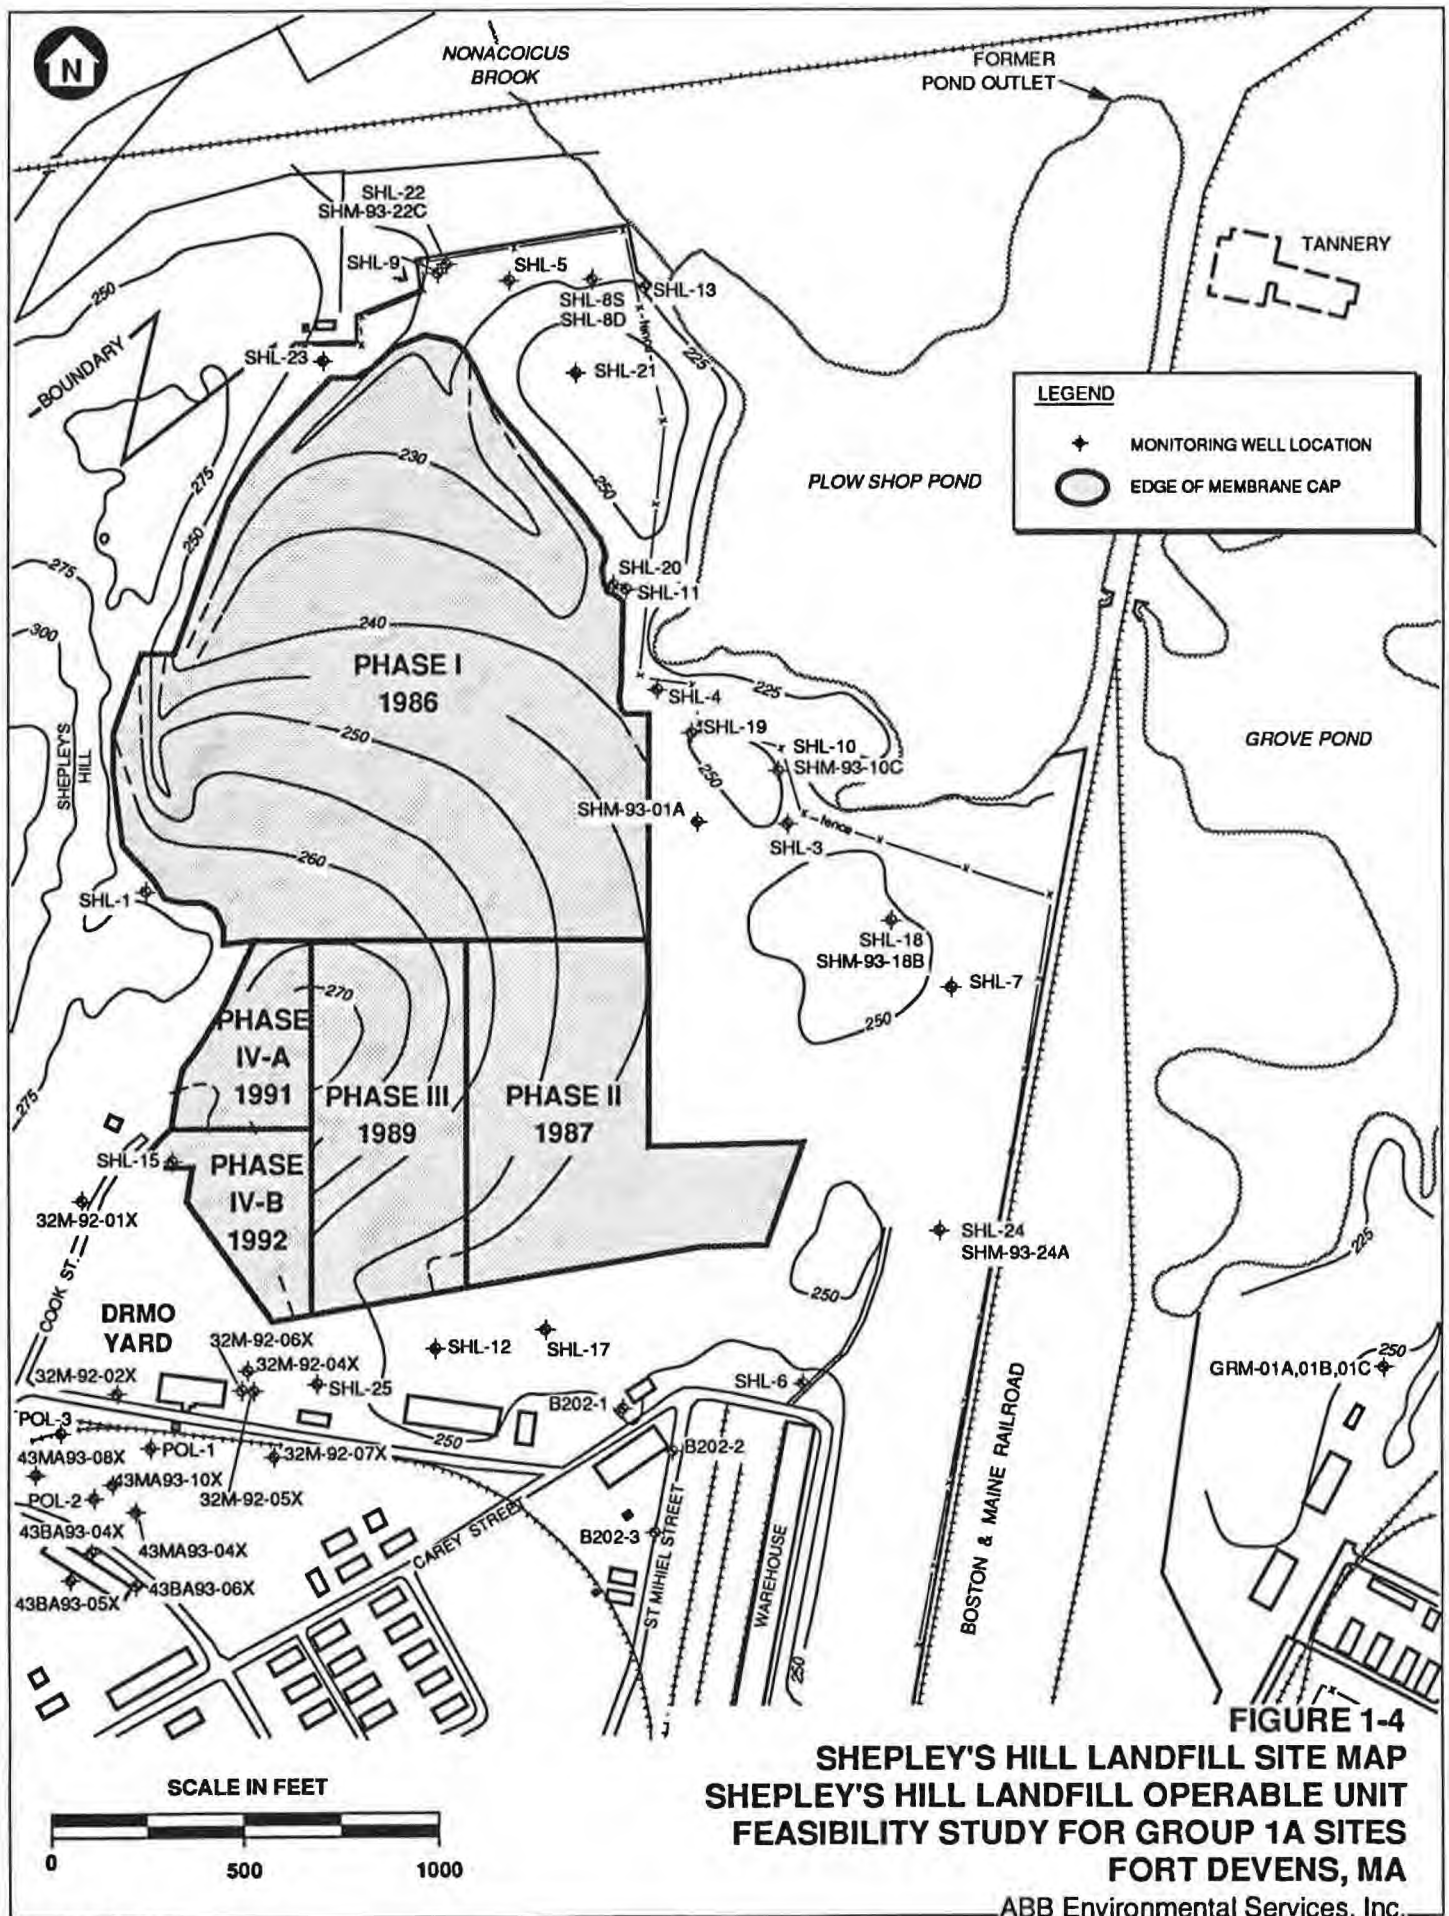 N
NONACOICUS
BROOK
FORMER
POND OUTLET
SHL-22
SHM-93-22C
SHL-9
SHL-5
SHL-8S
SHL-8D
SHL-13
fence
225
TANNERY
250
BOUNDARY
SHL-23
SHL-21
LEGEND
MONITORING WELL LOCATION
EDGE OF MEMBRANE CAP
230
275
250
250
PLOW SHOP POND
275
300
SHL-20
SHL-11
240
PHASE I
1986
SHL-4
225
SHL-19
250
SHL-10
SHM-93-10C
250
GROVE POND
SHEPLEY'S
HILL
SHM-93-01A
fence
SHL-3
260
SHL-1
SHL-18
SHM-93-18B
SHL-7
250
270
PHASE
IV-A
1991
PHASE III
1989
PHASE II
1987
275
SHL-15
PHASE
IV-B
1992
32M-92-01X
SHL-24
SHM-93-24A
225
250
COOK ST.
DRMO
YARD
32M-92-06X
32M-92-04X
SHL-12
SHL-17
32M-92-02X
SHL-25
SHL-6
GRM-01A,01B,01C
250
B202-1
POL-3
POL-1
250
B202-2
43MA93-08X
32M-92-07X
43MA93-10X
32M-92-05X
POL-2
43BA93-04X
43MA93-04X
CAREY STREET
B202-3
ST MIHIEL STREET
WAREHOUSE
BOSTON & MAINE RAILROAD
43BA93-06X
43BA93-05X
250
FIGURE 1-4
SHEPLEY'S HILL LANDFILL SITE MAP
SHEPLEY'S HILL LANDFILL OPERABLE UNIT
FEASIBILITY STUDY FOR GROUP 1A SITES
FORT DEVENS, MA
ABB Environmental Services, Inc.
SCALE IN FEET
0 500 1000